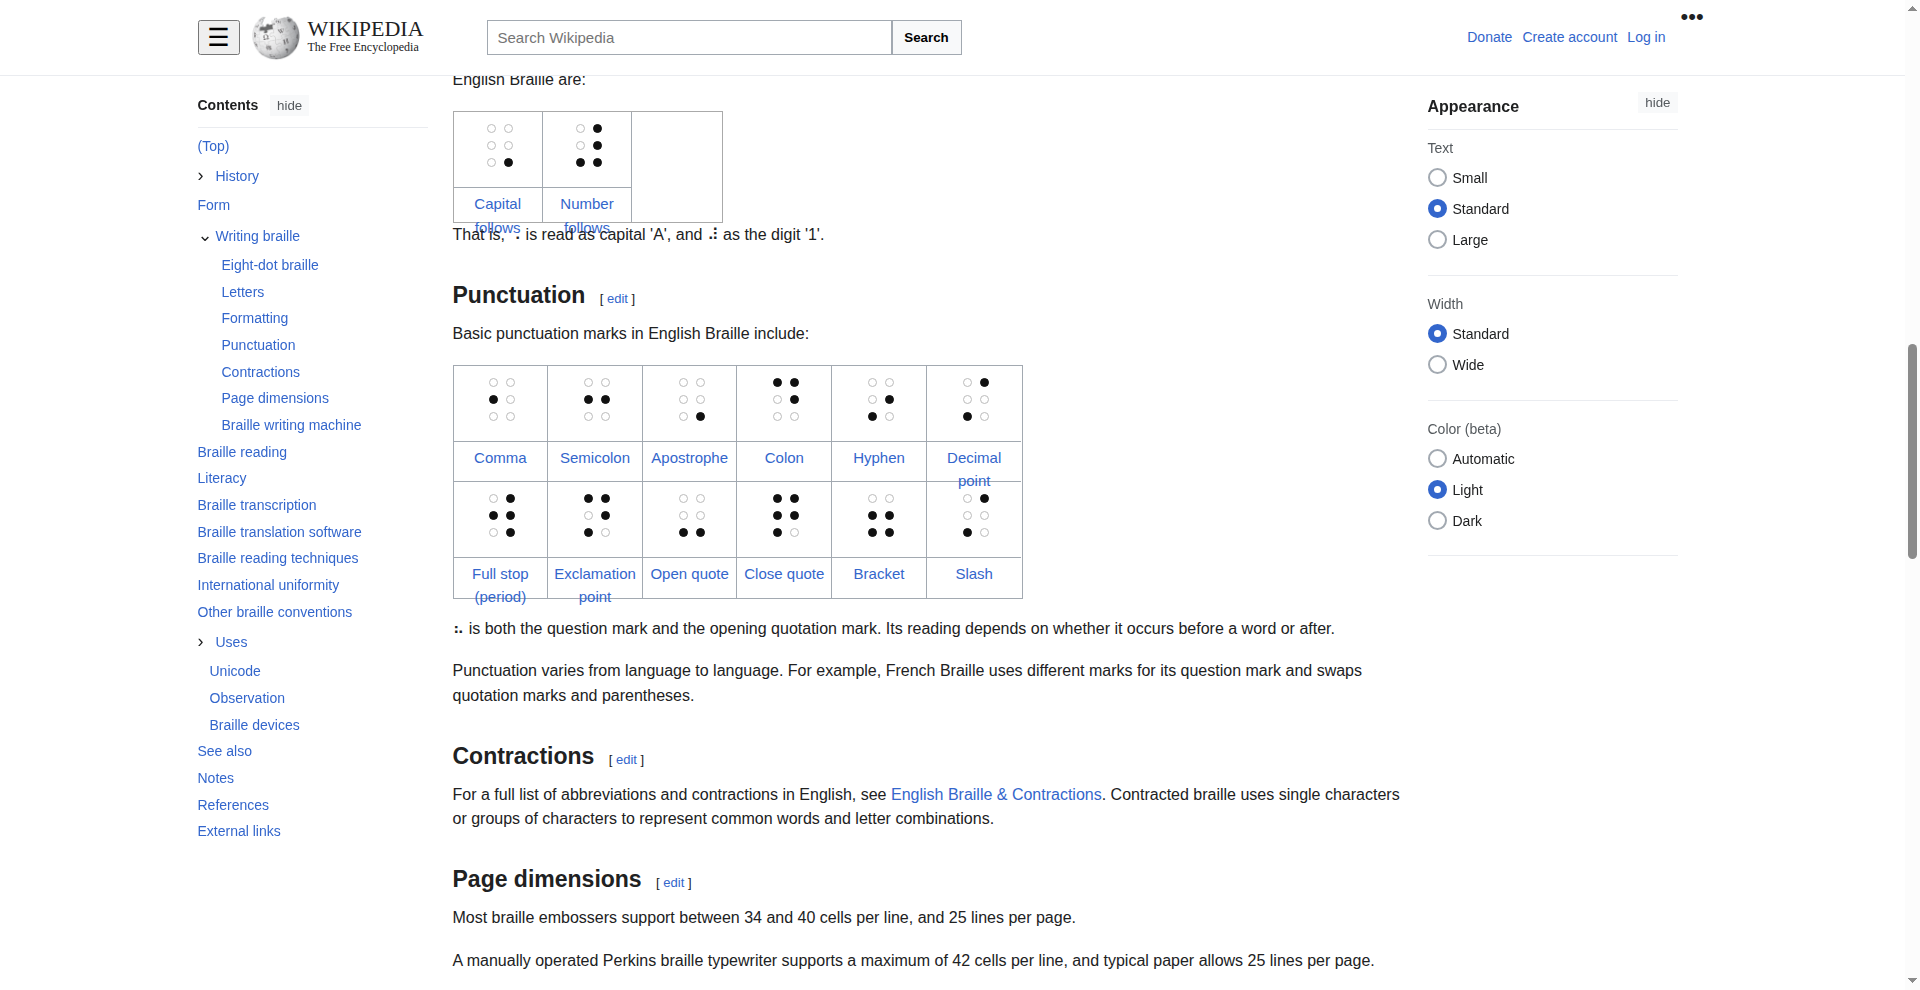 ☰ WIKIPEDIA
The Free Encyclopedia
Search Wikipedia Search
Donate Create account Log in •••
Contents hide
(Top)
› History
Form
Writing braille
Eight-dot braille
Letters
Formatting
Punctuation
Contractions
Page dimensions
Braille writing machine
Braille reading
Literacy
Braille transcription
Braille translation software
Braille reading techniques
International uniformity
Other braille conventions
› Uses
Unicode
Observation
Braille devices
See also
Notes
References
External links
English Braille are:
Capital follows
Number follows
That is, ⠠ is read as capital 'A', and ⠼ as the digit '1'.
Punctuation [ edit ]
Basic punctuation marks in English Braille include:
Comma Semicolon Apostrophe Colon Hyphen Decimal point
Full stop (period) Exclamation point Open quote Close quote Bracket Slash
⠦ is both the question mark and the opening quotation mark. Its reading depends on whether it occurs before a word or after.
Punctuation varies from language to language. For example, French Braille uses different marks for its question mark and swaps
quotation marks and parentheses.
Contractions [ edit ]
For a full list of abbreviations and contractions in English, see English Braille & Contractions. Contracted braille uses single characters
or groups of characters to represent common words and letter combinations.
Page dimensions [ edit ]
Most braille embossers support between 34 and 40 cells per line, and 25 lines per page.
A manually operated Perkins braille typewriter supports a maximum of 42 cells per line, and typical paper allows 25 lines per page.
Appearance hide
Text
Small
Standard
Large
Width
Standard
Wide
Color (beta)
Automatic
Light
Dark